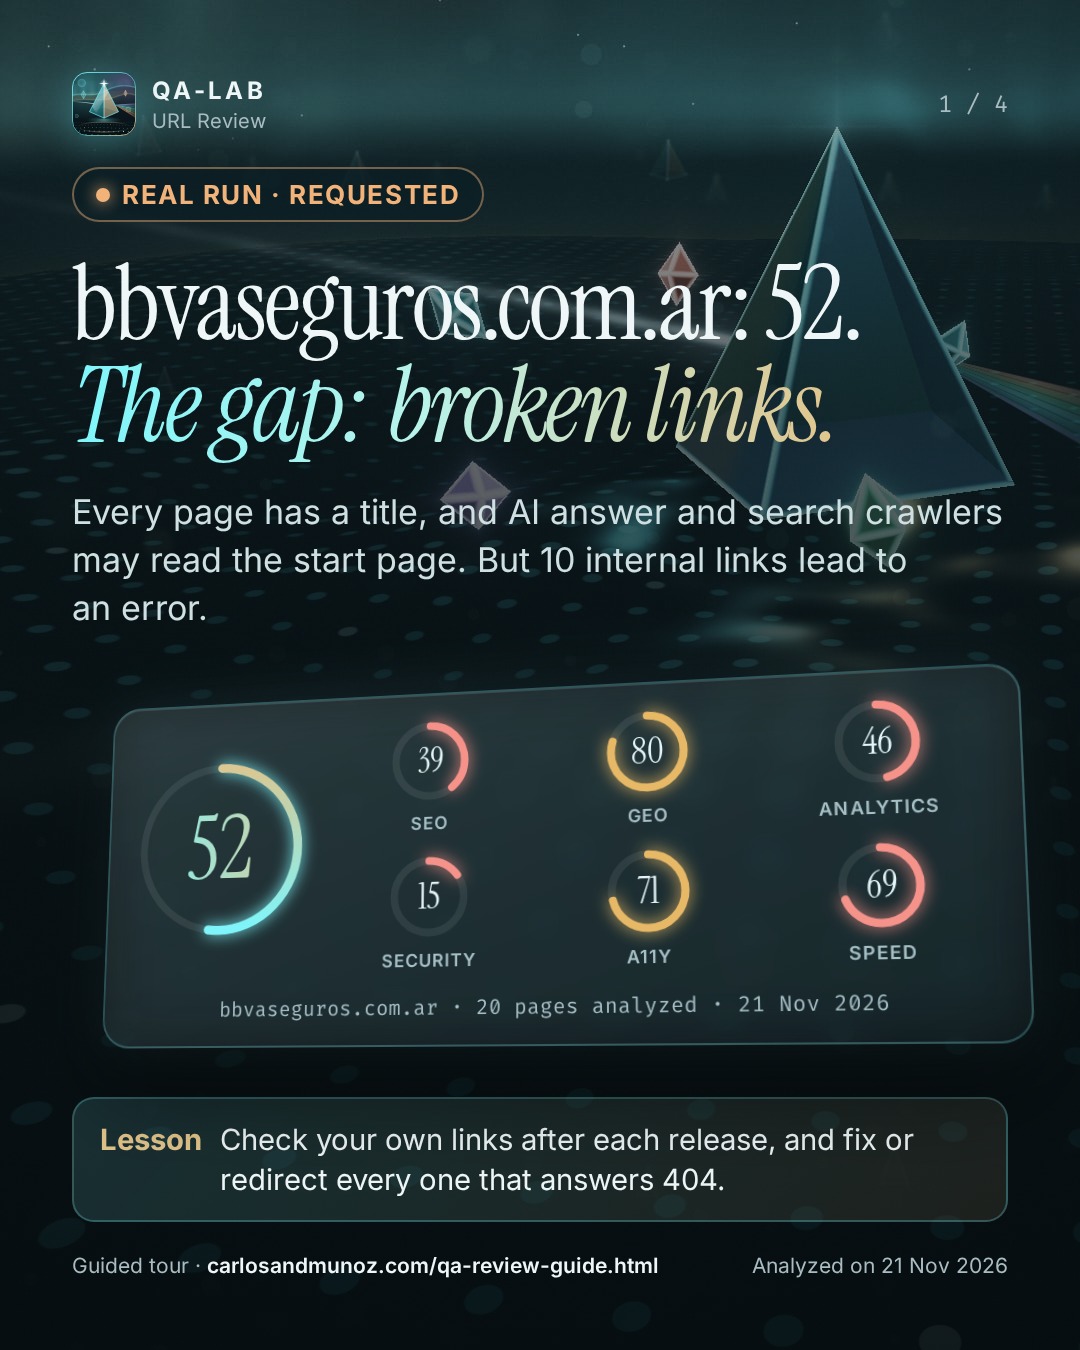 QA-LAB
URL Review
1 / 4
REAL RUN · REQUESTED
bbvaseguros.com.ar: 52.
The gap: broken links.
Every page has a title, and AI answer and search crawlers
may read the start page. But 10 internal links lead to
an error.
52
39
SEO
80
GEO
46
ANALYTICS
15
SECURITY
71
A11Y
69
SPEED
bbvaseguros.com.ar · 20 pages analyzed · 21 Nov 2026
Lesson Check your own links after each release, and fix or
redirect every one that answers 404.
Guided tour · carlosandmunoz.com/qa-review-guide.html
Analyzed on 21 Nov 2026